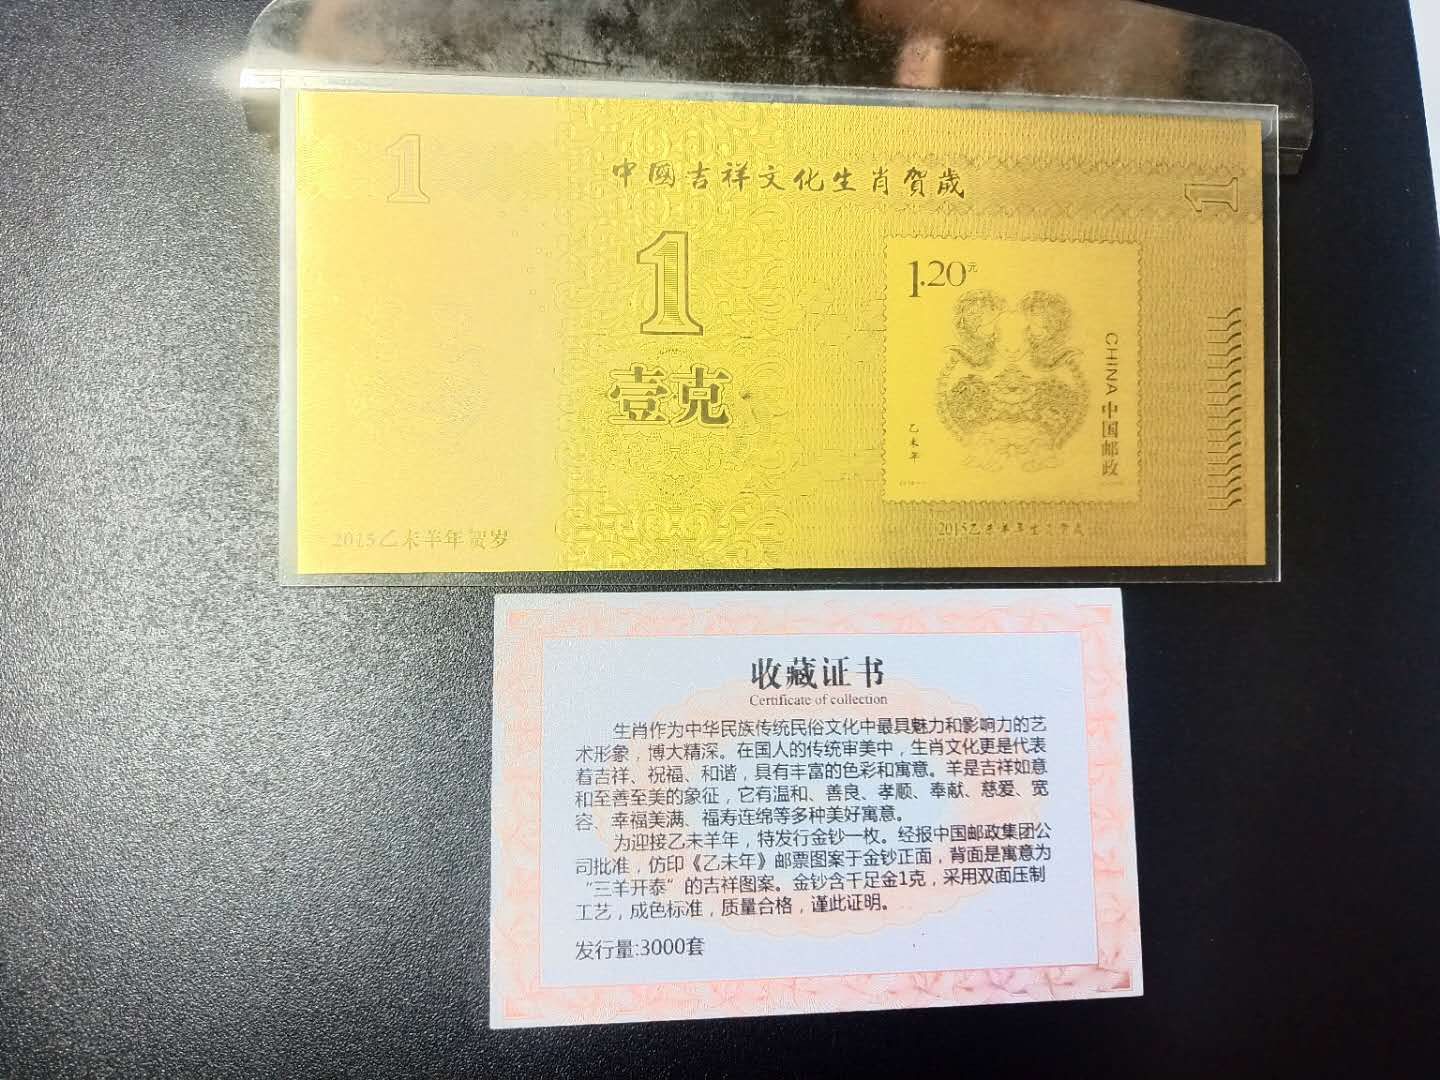 1
中國吉祥文化生肖賀歲
1
1
壹克
1.20元
CHINA 中国邮政
乙未年
2015乙未羊年贺岁
2015乙未羊年生肖贺岁
收藏证书
Certificate of collection
生肖作为中华民族传统民俗文化中最具魅力和影响力的艺
术形象，博大精深。在国人的传统审美中，生肖文化更是代表
着吉祥、祝福、和谐，具有丰富的色彩和寓意。羊是吉祥如意
和至善至美的象征，它有温和、善良、孝顺、奉献、慈爱、宽
容、幸福美满、福寿连绵等多种美好寓意。
为迎接乙未羊年，特发行金钞一枚。经报中国邮政集团公
司批准，仿印《乙未年》邮票图案于金钞正面，背面是寓意为
“三羊开泰”的吉祥图案。金钞含千足金1克，采用双面压制
工艺，成色标准，质量合格，谨此证明。
发行量:3000套